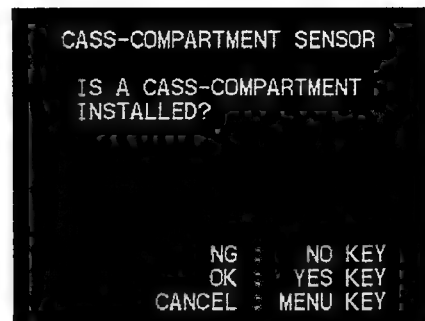 CASS-COMPARTMENT SENSOR
IS A CASS-COMPARTMENT
INSTALLED?
NG : NO KEY
OK : YES KEY
CANCEL : MENU KEY